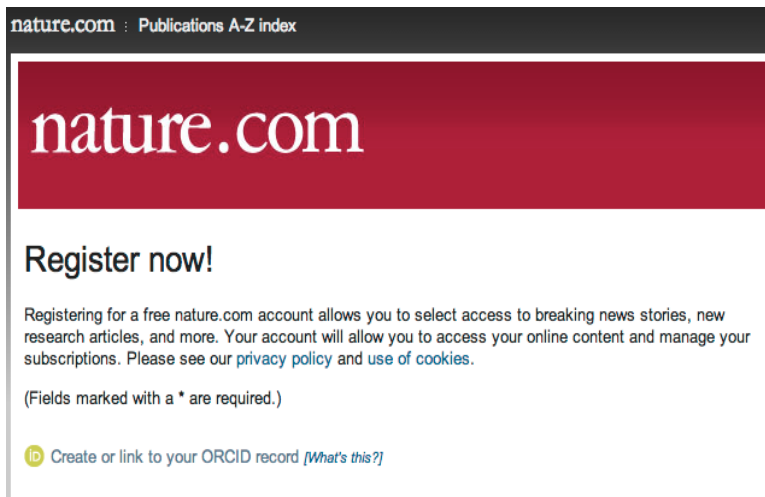 nature.com : Publications A-Z index
nature.com
Register now!
Registering for a free nature.com account allows you to select access to breaking news stories, new
research articles, and more. Your account will allow you to access your online content and manage your
subscriptions. Please see our privacy policy and use of cookies.
(Fields marked with a * are required.)
iD Create or link to your ORCID record [What's this?]